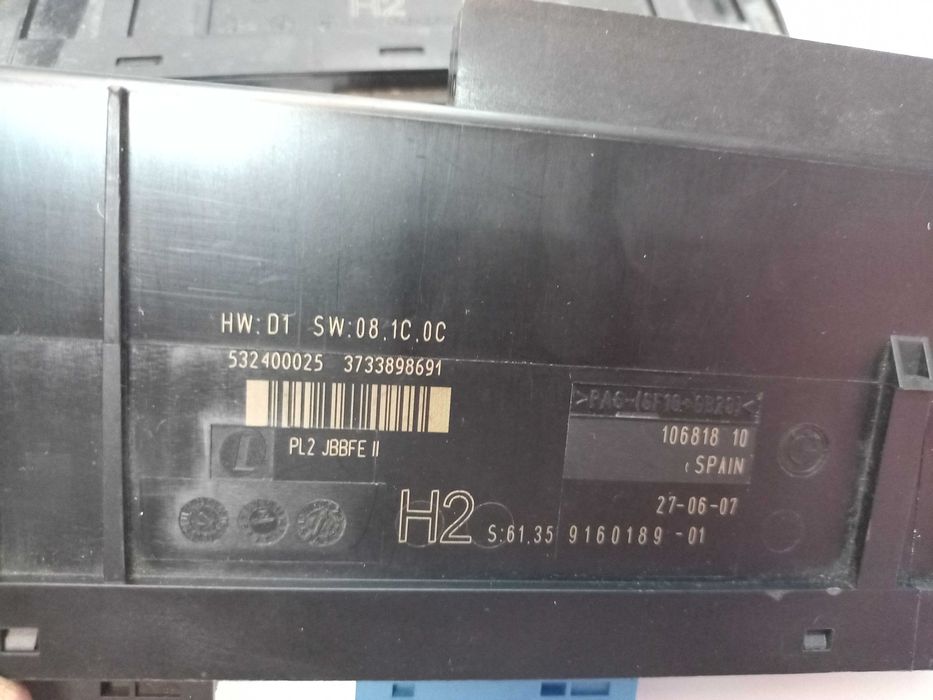 H2
HW: D1 SW:08.1C.0C
532400025 3733898691
PL2 JBBFE II
106818 10
SPAIN
27-06-07
H2 S:61.35 9160189 -01